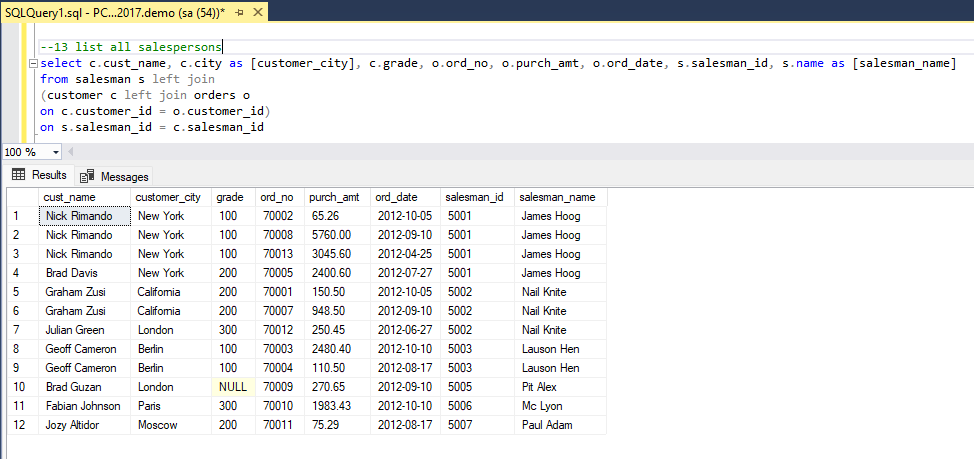 SQLQuery1.sql - PC...2017.demo (sa (54))*
--13 list all salespersons
select c.cust_name, c.city as [customer_city], c.grade, o.ord_no, o.purch_amt, o.ord_date, s.salesman_id, s.name as [salesman_name]
from salesman s left join
(customer c left join orders o
on c.customer_id = o.customer_id)
on s.salesman_id = c.salesman_id
100 %
Results Messages
cust_name customer_city grade ord_no purch_amt ord_date salesman_id salesman_name
1 Nick Rimando New York 100 70002 65.26 2012-10-05 5001 James Hoog
2 Nick Rimando New York 100 70008 5760.00 2012-09-10 5001 James Hoog
3 Nick Rimando New York 100 70013 3045.60 2012-04-25 5001 James Hoog
4 Brad Davis New York 200 70005 2400.60 2012-07-27 5001 James Hoog
5 Graham Zusi California 200 70001 150.50 2012-10-05 5002 Nail Knite
6 Graham Zusi California 200 70007 948.50 2012-09-10 5002 Nail Knite
7 Julian Green London 300 70012 250.45 2012-06-27 5002 Nail Knite
8 Geoff Cameron Berlin 100 70003 2480.40 2012-10-10 5003 Lauson Hen
9 Geoff Cameron Berlin 100 70004 110.50 2012-08-17 5003 Lauson Hen
10 Brad Guzan London NULL 70009 270.65 2012-09-10 5005 Pit Alex
11 Fabian Johnson Paris 300 70010 1983.43 2012-10-10 5006 Mc Lyon
12 Jozy Altidor Moscow 200 70011 75.29 2012-08-17 5007 Paul Adam